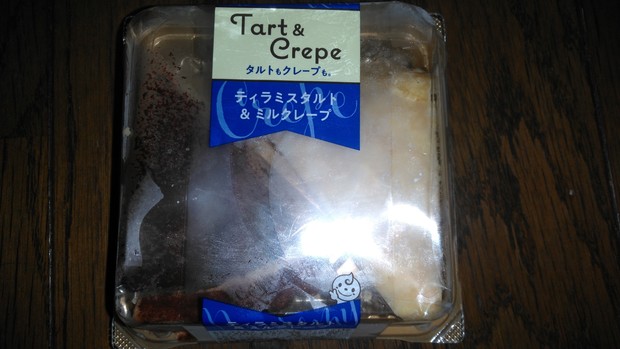 Tart &
Crepe
タルトもクレープも。
ティラミスタルト
&ミルクレープ
Crepe